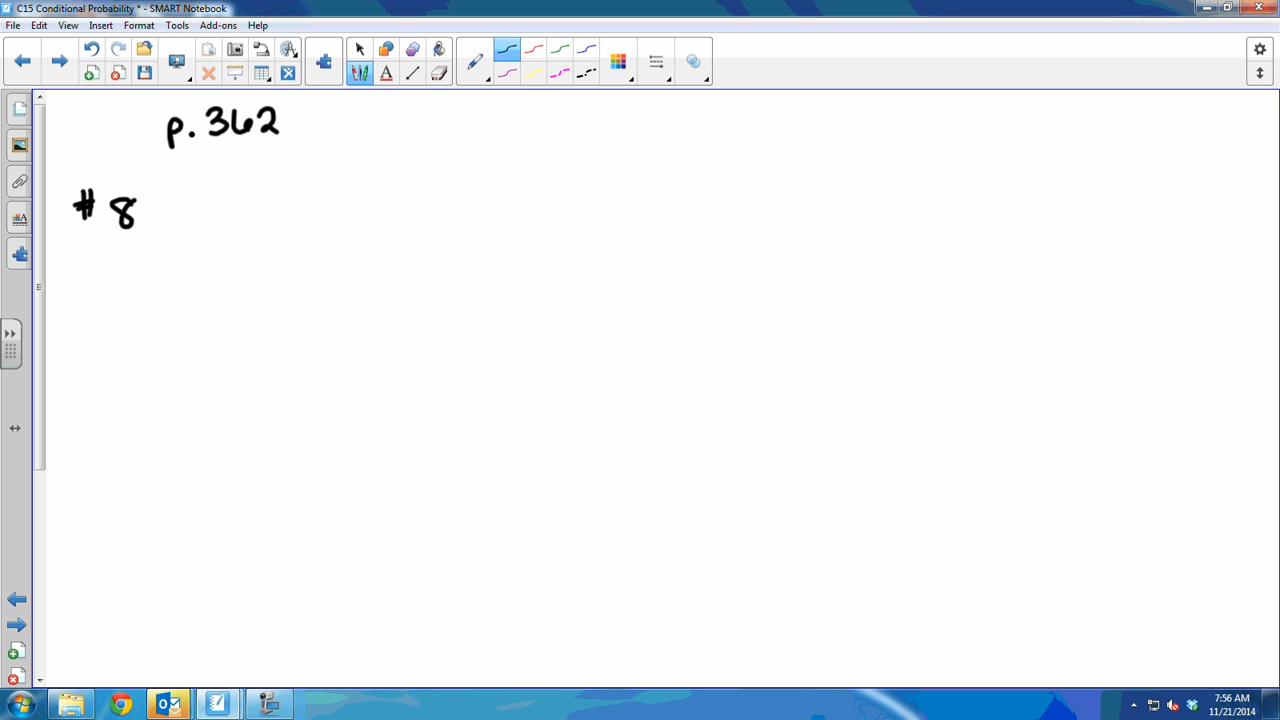 C15 Conditional Probability * - SMART Notebook
File Edit View Insert Format Tools Add-ons Help
p. 362
# 8
7:56 AM
11/21/2014